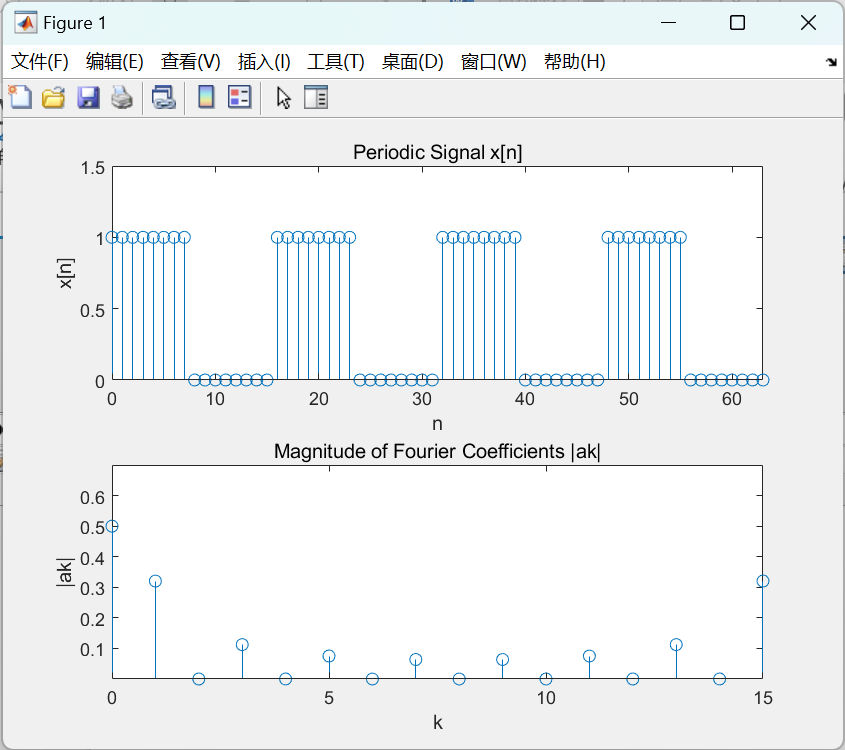 Figure 1
文件(F) 编辑(E) 查看(V) 插入(I) 工具(T) 桌面(D) 窗口(W) 帮助(H)
Periodic Signal x[n]
1.5
1
0.5
0
x[n]
0 10 20 30 40 50 60
n
Magnitude of Fourier Coefficients |ak|
0.6
0.5
0.4
0.3
0.2
0.1
|ak|
0 5 10 15
k